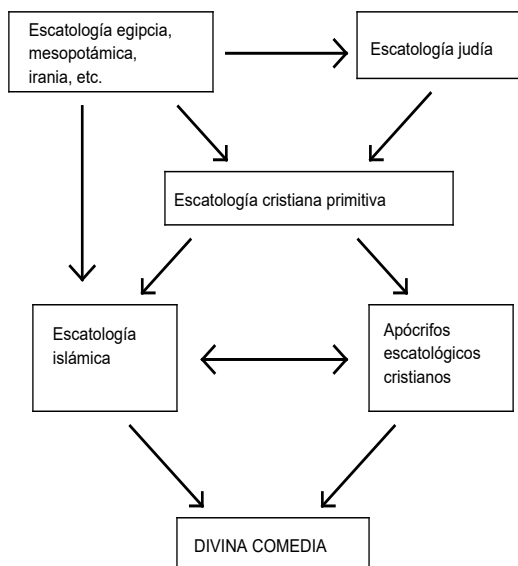 Escatología egipcia,
mesopotámica,
irania, etc.
Escatología judía
Escatología cristiana primitiva
Escatología
islámica
Apócrifos
escatológicos
cristianos
DIVINA COMEDIA